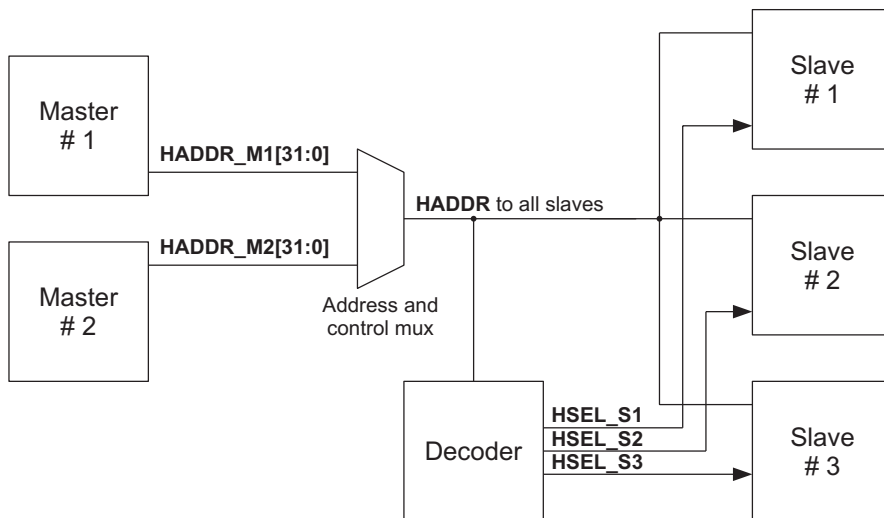 Master
# 1
HADDR_M1[31:0]
Master
# 2
HADDR_M2[31:0]
Address and
control mux
HADDR to all slaves
Decoder
HSEL_S1
HSEL_S2
HSEL_S3
Slave
# 1
Slave
# 2
Slave
# 3